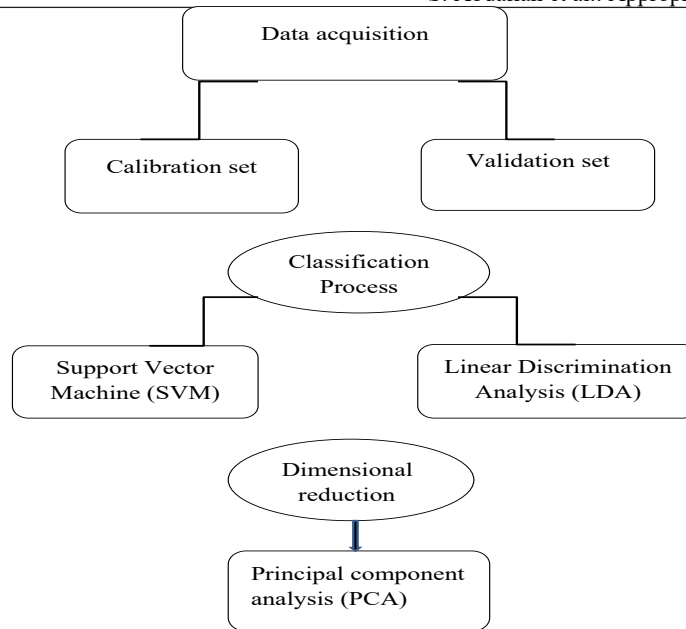 Data acquisition
Calibration set
Validation set
Classification
Process
Support Vector
Machine (SVM)
Linear Discrimination
Analysis (LDA)
Dimensional
reduction
Principal component
analysis (PCA)